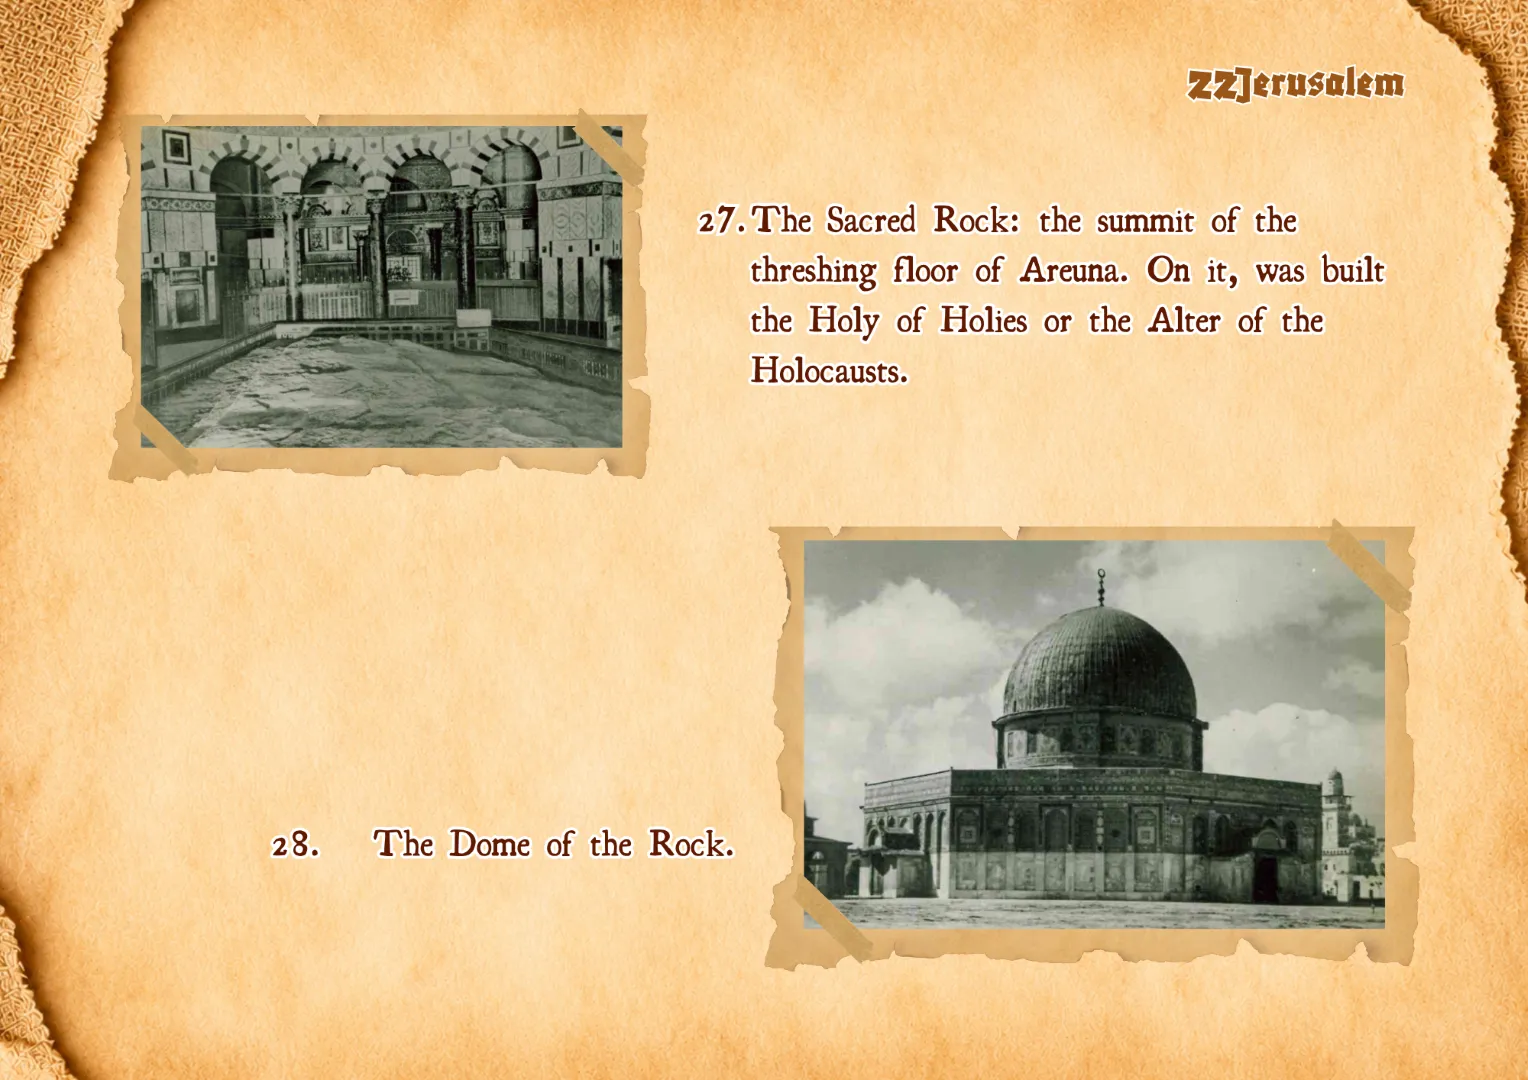 ZZJerusalem
27. The Sacred Rock: the summit of the
threshing floor of Areuna. On it, was built
the Holy of Holies or the Alter of the
Holocausts.
28. The Dome of the Rock.